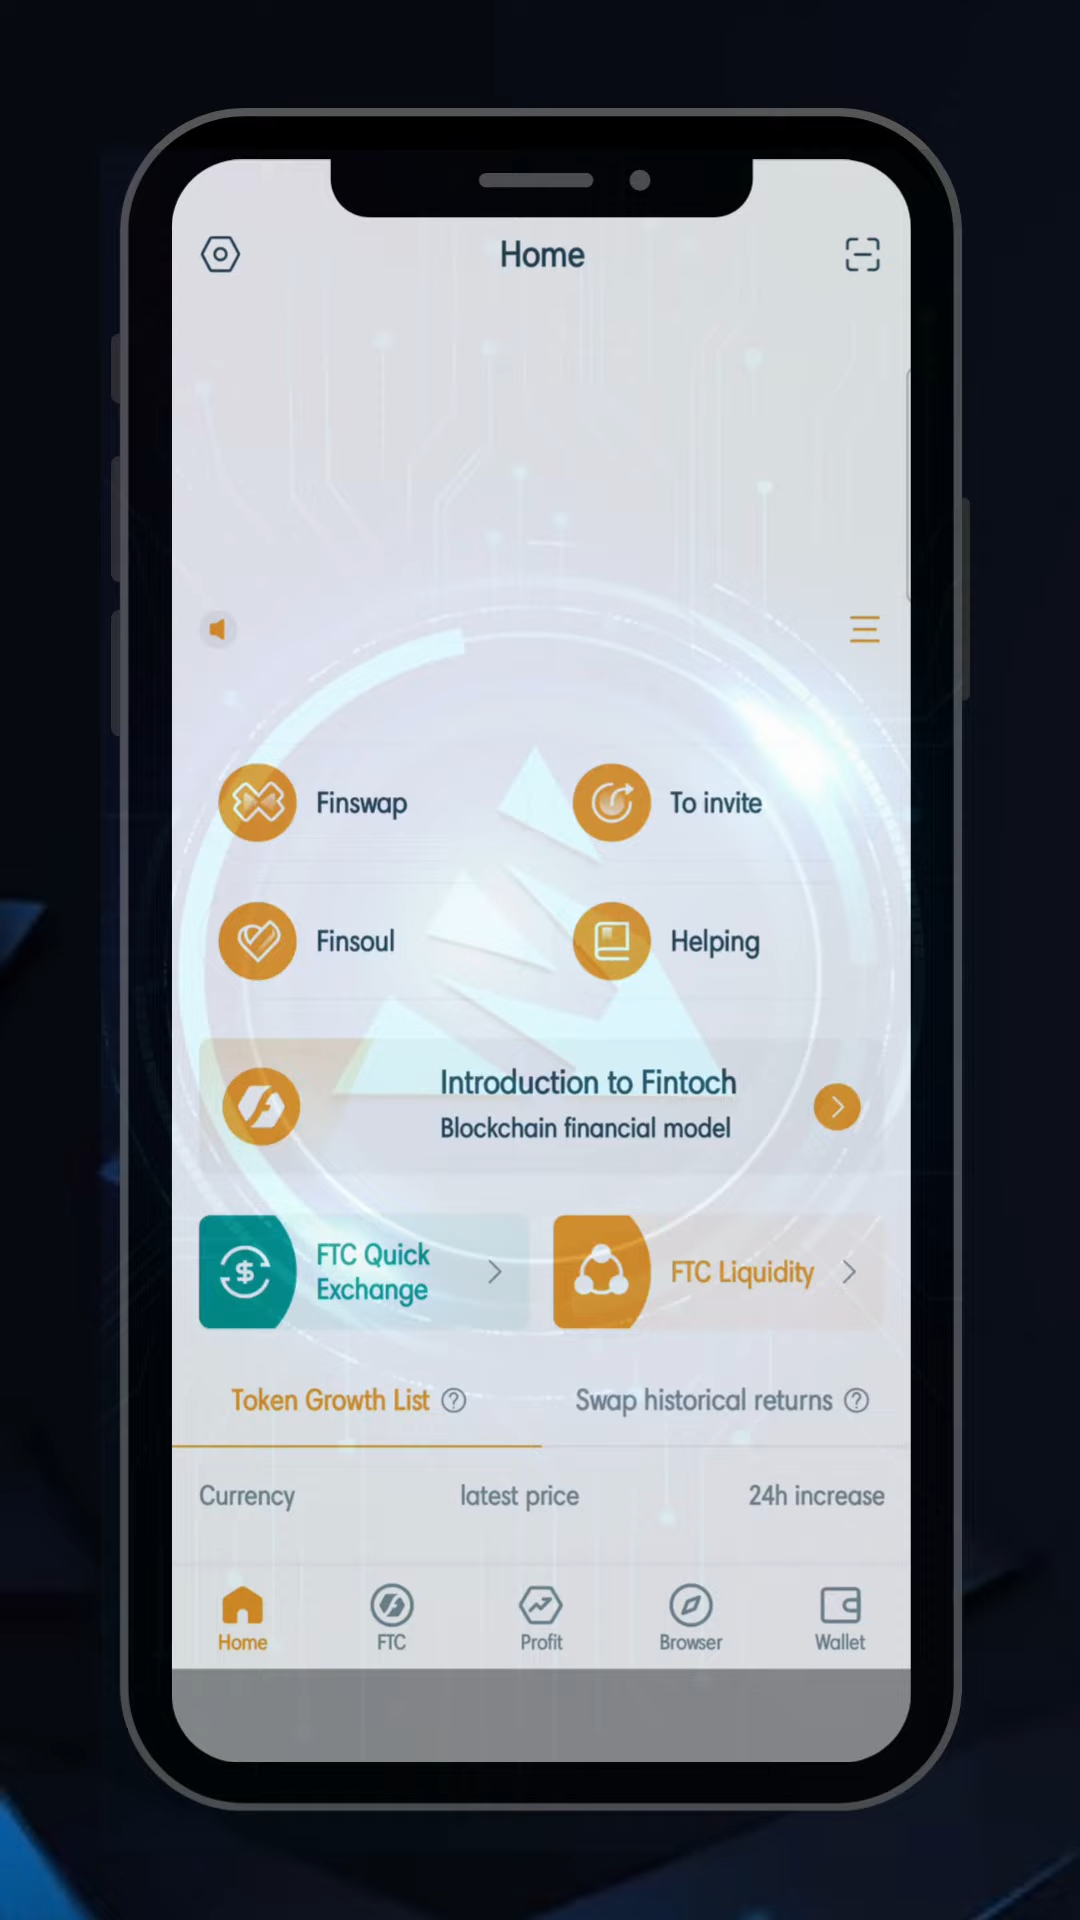 Home
Finswap
To invite
Finsoul
Helping
Introduction to Fintoch
Blockchain financial model
FTC Quick
Exchange
FTC Liquidity
Token Growth List
Swap historical returns
Currency
latest price
24h increase
Home
FTC
Profit
Browser
Wallet